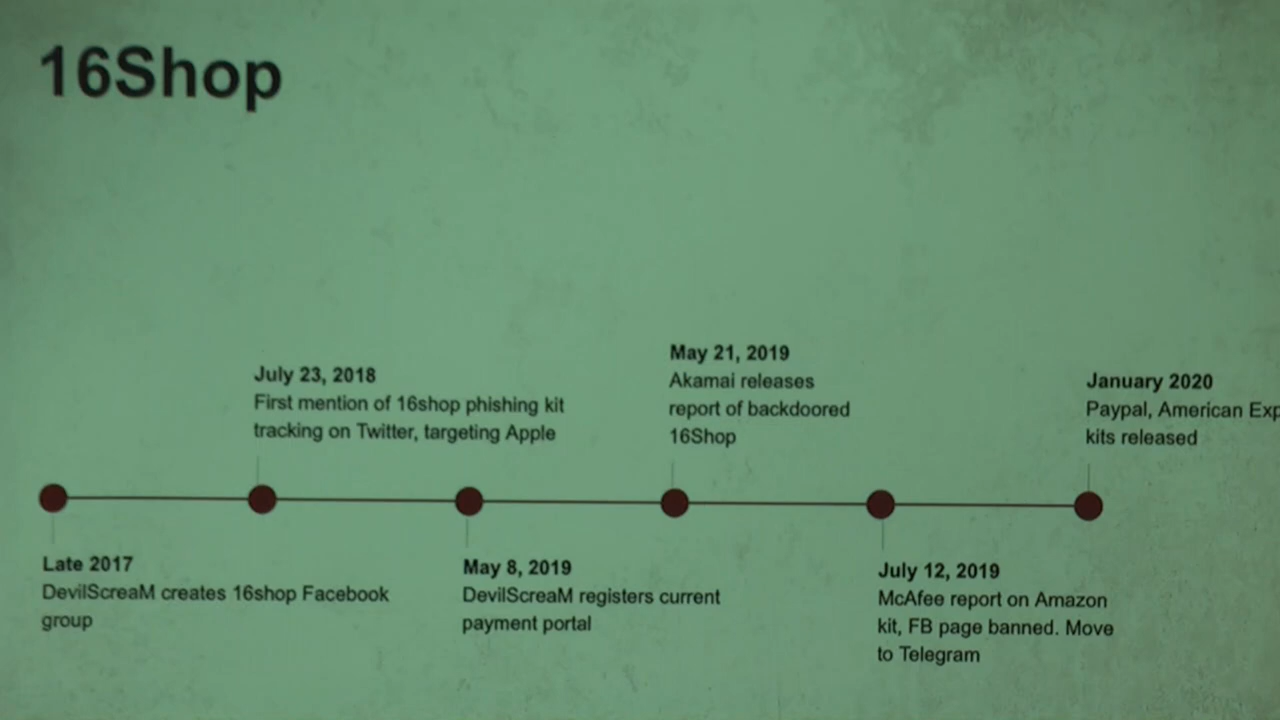 16Shop
July 23, 2018
First mention of 16shop phishing kit
tracking on Twitter, targeting Apple
May 21, 2019
Akamai releases
report of backdoored
16Shop
January 2020
Paypal, American
kits released
Late 2017
DevilScreaM creates 16shop Facebook
group
May 8, 2019
DevilScreaM registers current
payment portal
July 12, 2019
McAfee report on Amazon
kit, FB page banned. Move
to Telegram